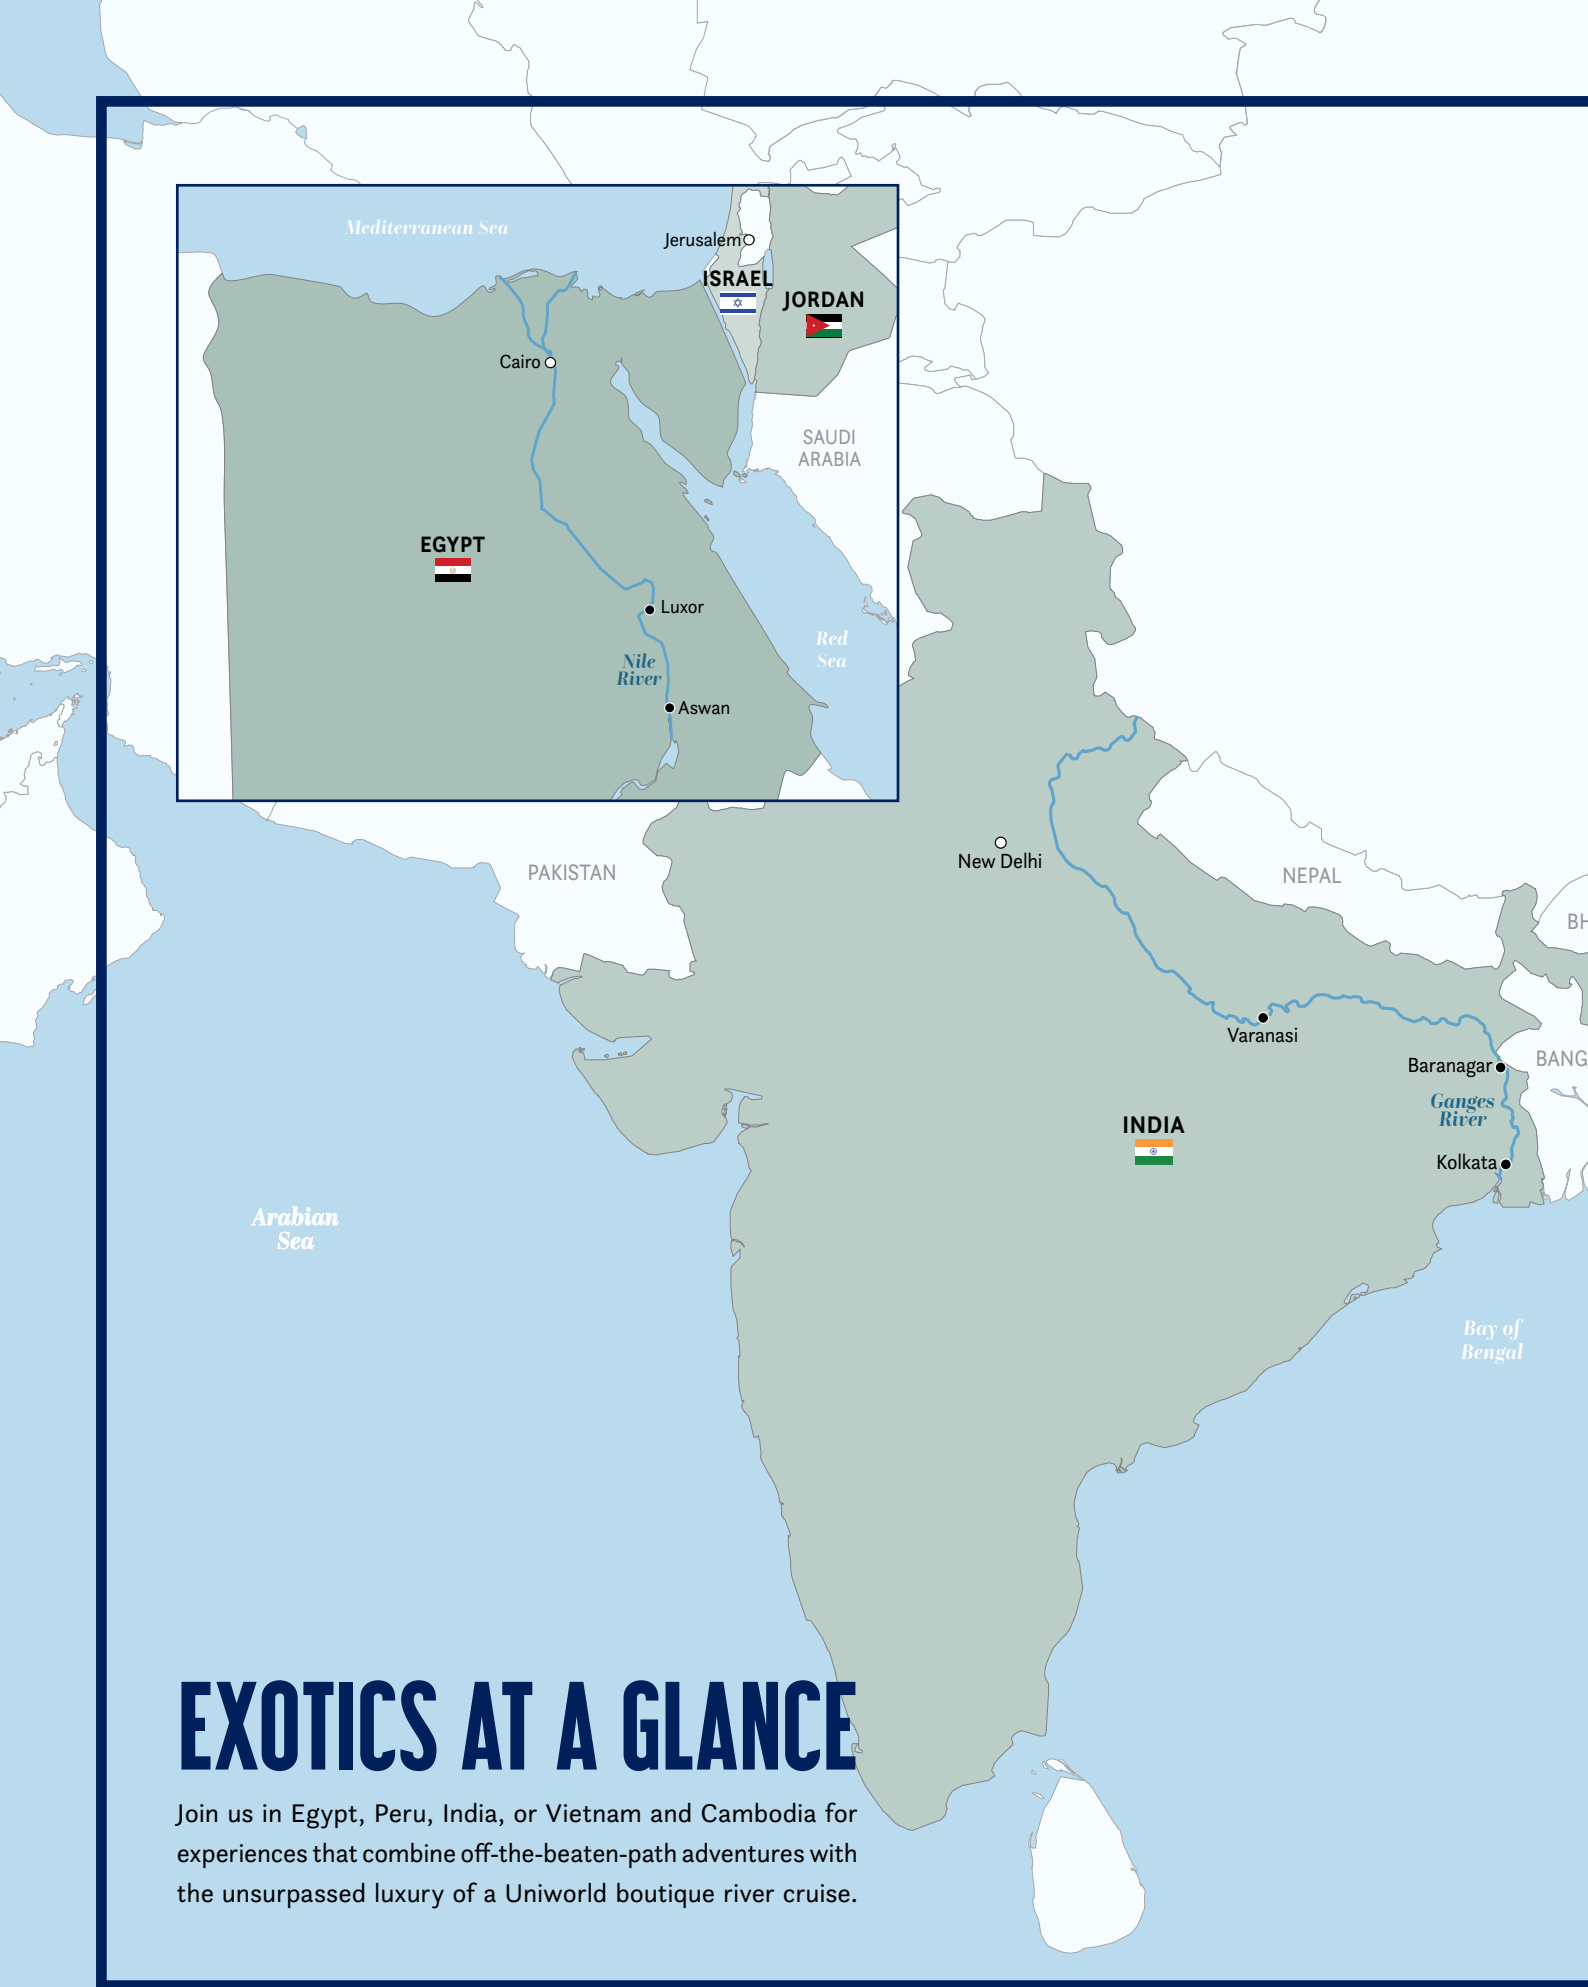 Mediterranean Sea
Jerusalem
ISRAEL
JORDAN
Cairo
SAUDI
ARABIA
EGYPT
Luxor
Red
Sea
Nile
River
Aswan
New Delhi
PAKISTAN
NEPAL
BH
Varanasi
BANG
Baranagar
Ganges
River
INDIA
Kolkata
Arabian
Sea
Bay of
Bengal
EXOTICS AT A GLANCE
Join us in Egypt, Peru, India, or Vietnam and Cambodia for
experiences that combine off-the-beaten-path adventures with
the unsurpassed luxury of a Uniworld boutique river cruise.